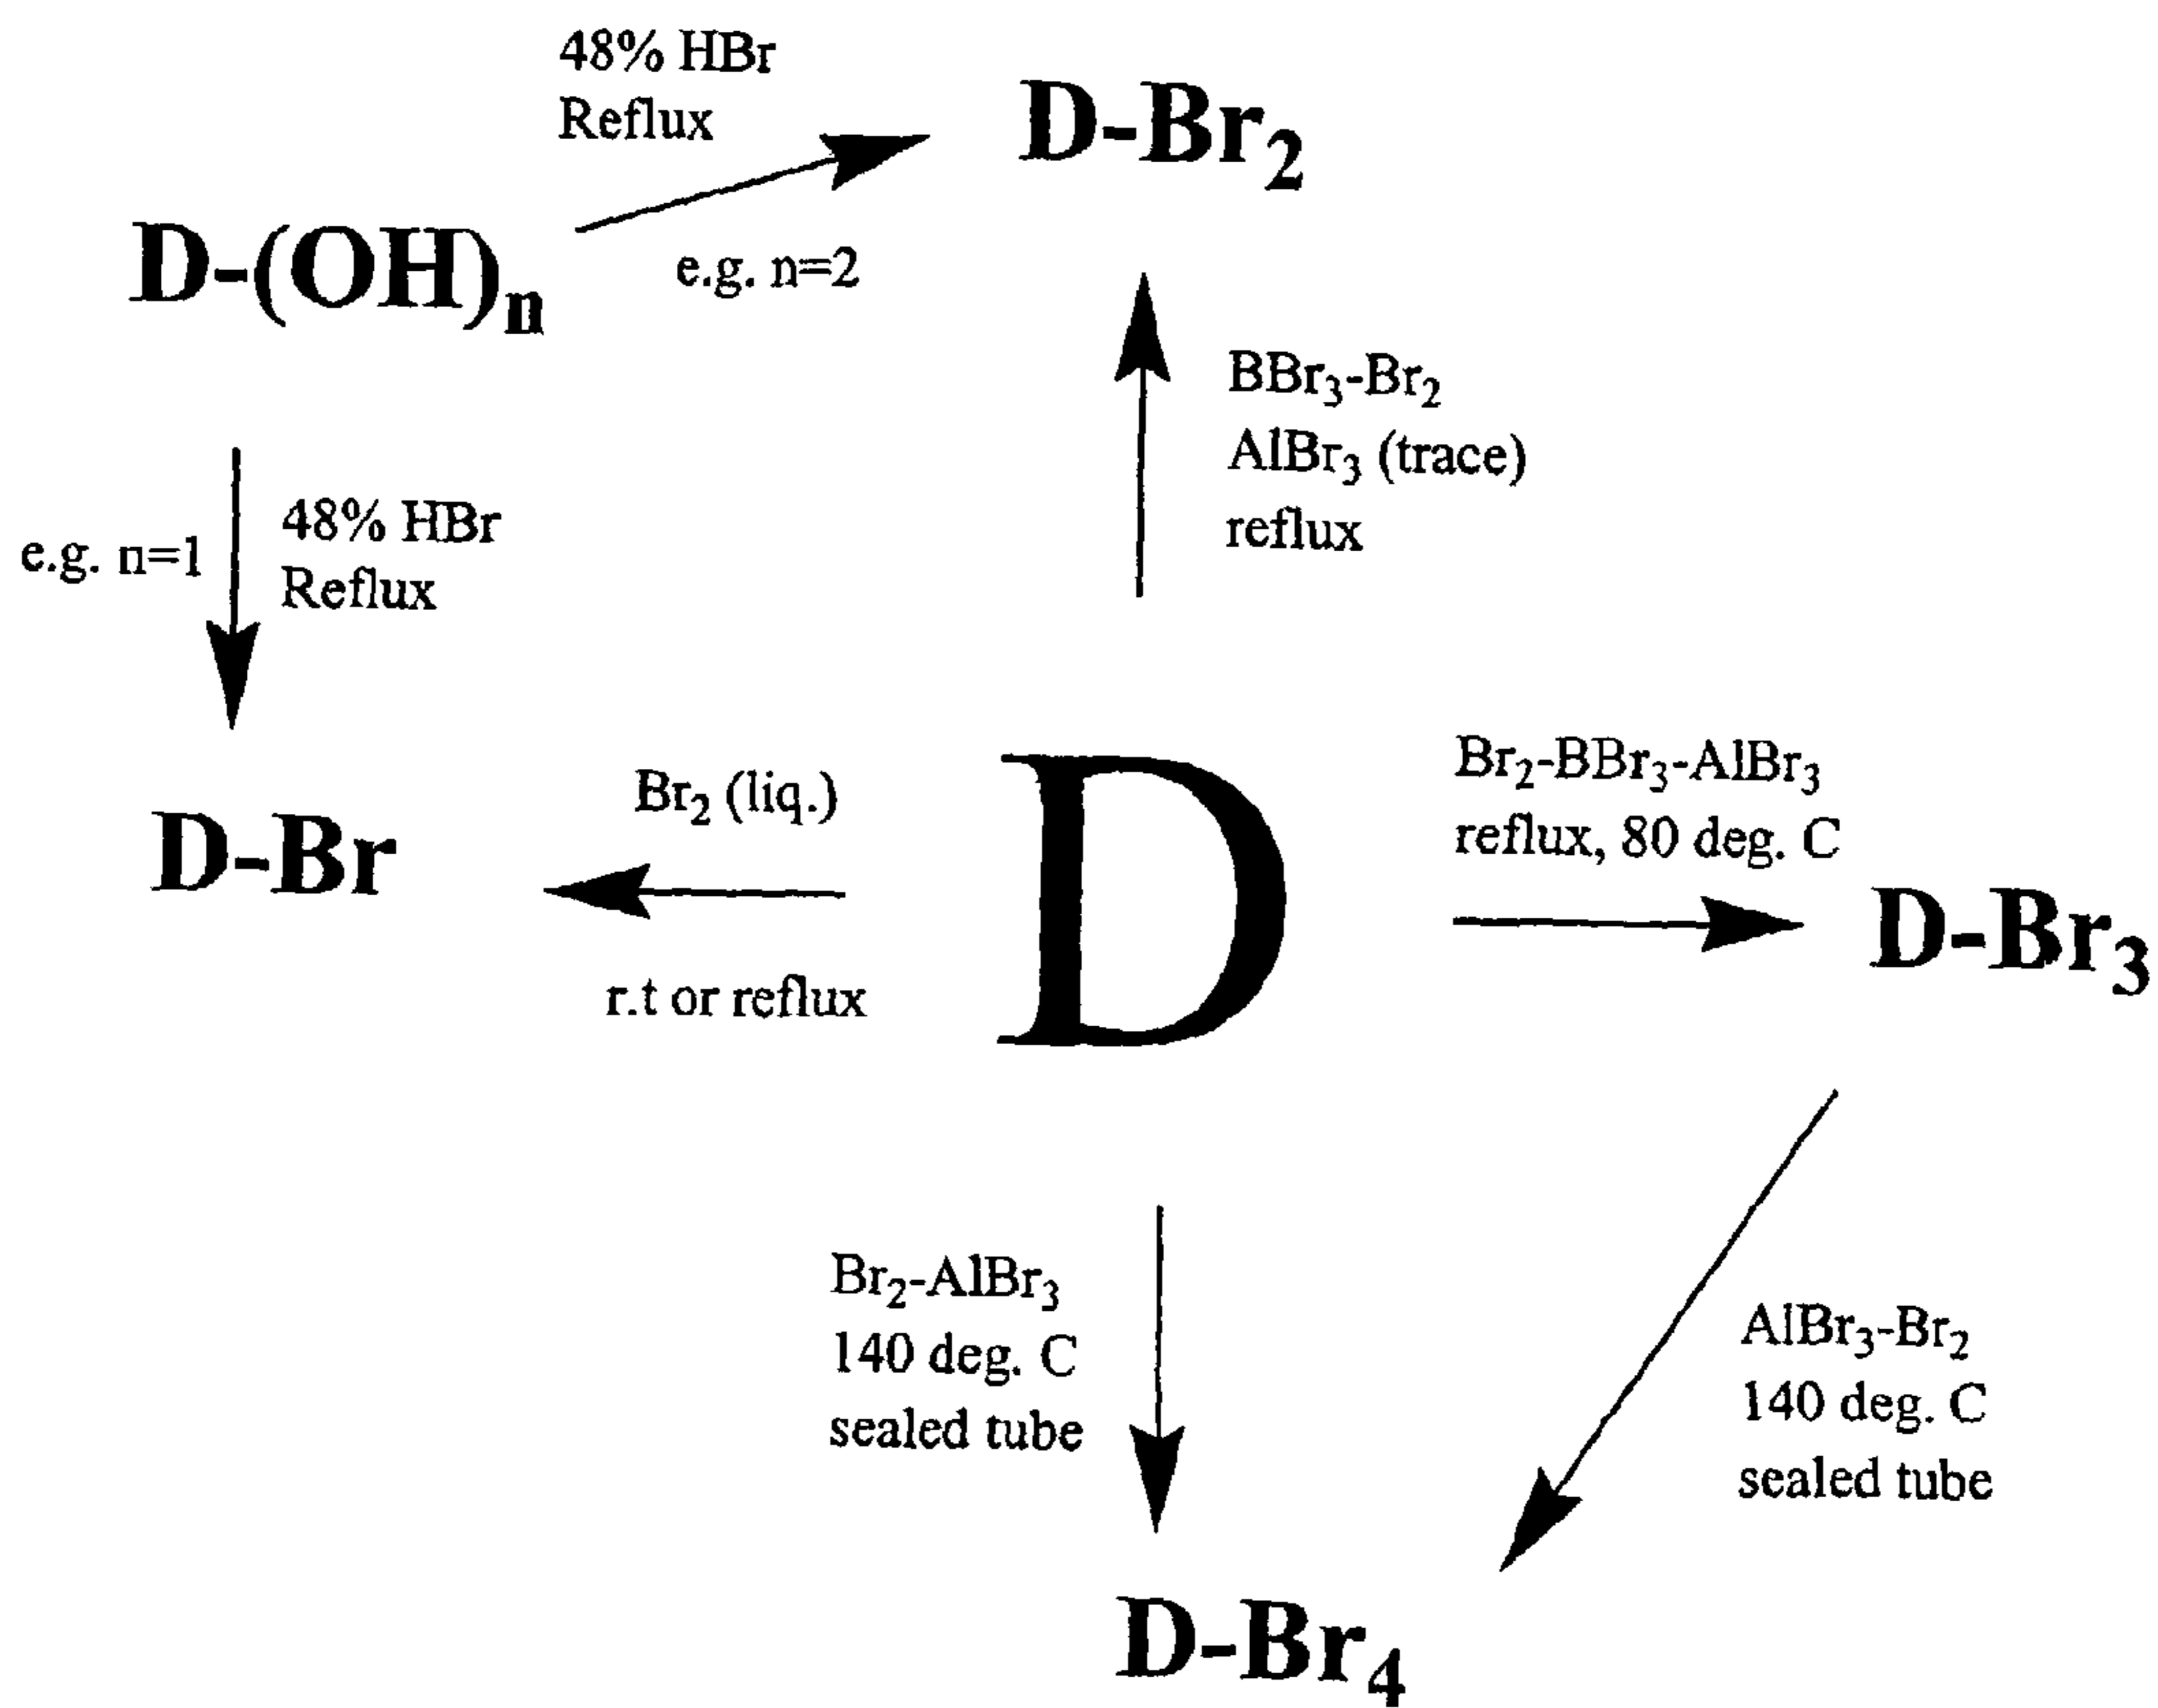 48% HBr
Reflux
D-Br₂
D-(OH)ₙ
e.g. n=2
BBr₃-Br₂
AlBr₃ (trace)
reflux
e.g. n=1
48% HBr
Reflux
Br₂ (liq.)
r.t or reflux
D-Br
D
Br₂-BBr₃-AlBr₃
reflux, 80 deg. C
D-Br₃
Br₂-AlBr₃
140 deg. C
sealed tube
AlBr₃-Br₂
140 deg. C
sealed tube
D-Br₄